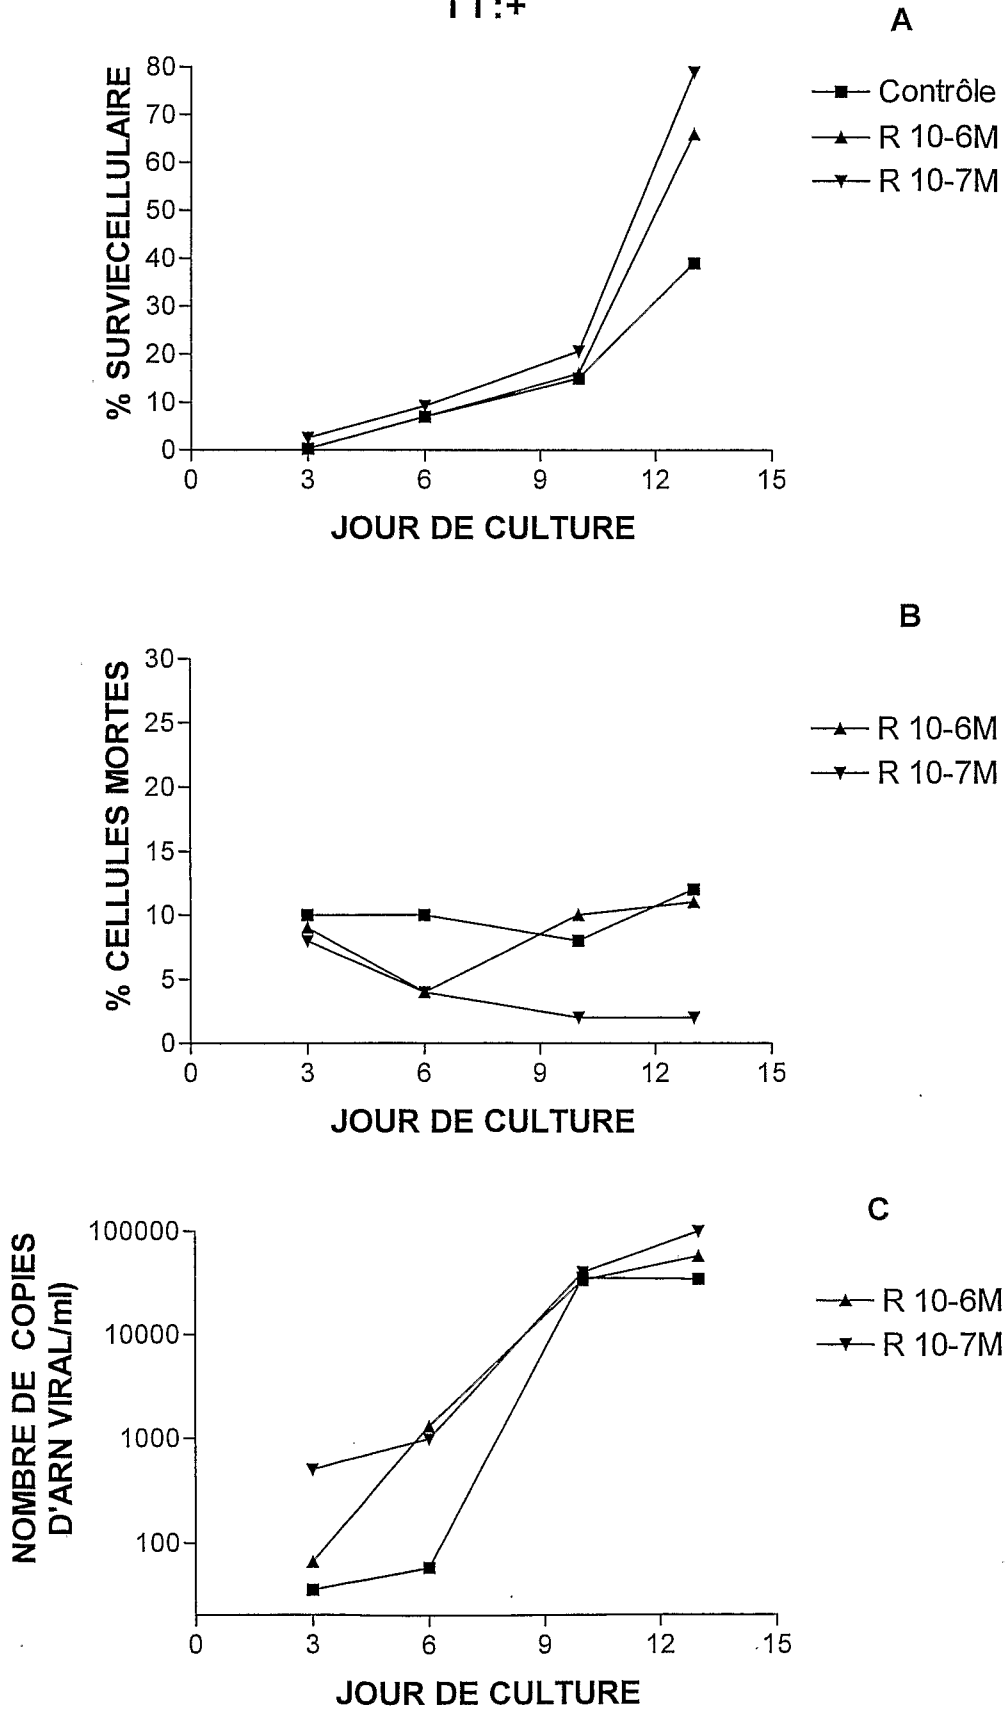 A
% SURVIECELLULAIRE
80
70
60
50
40
30
20
10
0
0 3 6 9 12 15
JOUR DE CULTURE
Contrôle
R 10-6M
R 10-7M
B
% CELLULES MORTES
30
25
20
15
10
5
0
0 3 6 9 12 15
JOUR DE CULTURE
R 10-6M
R 10-7M
C
NOMBRE DE COPIES
D'ARN VIRAL/ml)
100000
10000
1000
100
0 3 6 9 12 15
JOUR DE CULTURE
R 10-6M
R 10-7M